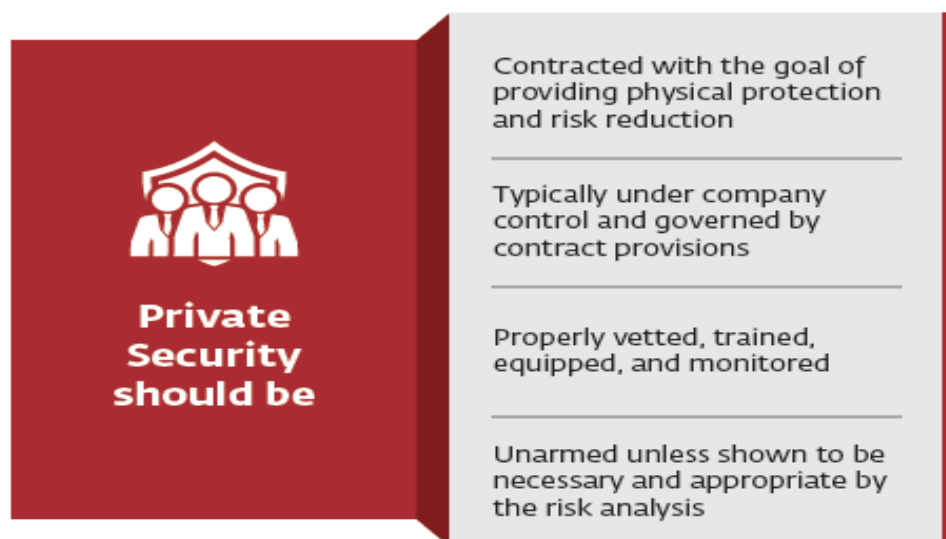 Private
Security
should be
Contracted with the goal of
providing physical protection
and risk reduction
Typically under company
control and governed by
contract provisions
Properly vetted, trained,
equipped, and monitored
Unarmed unless shown to be
necessary and appropriate by
the risk analysis